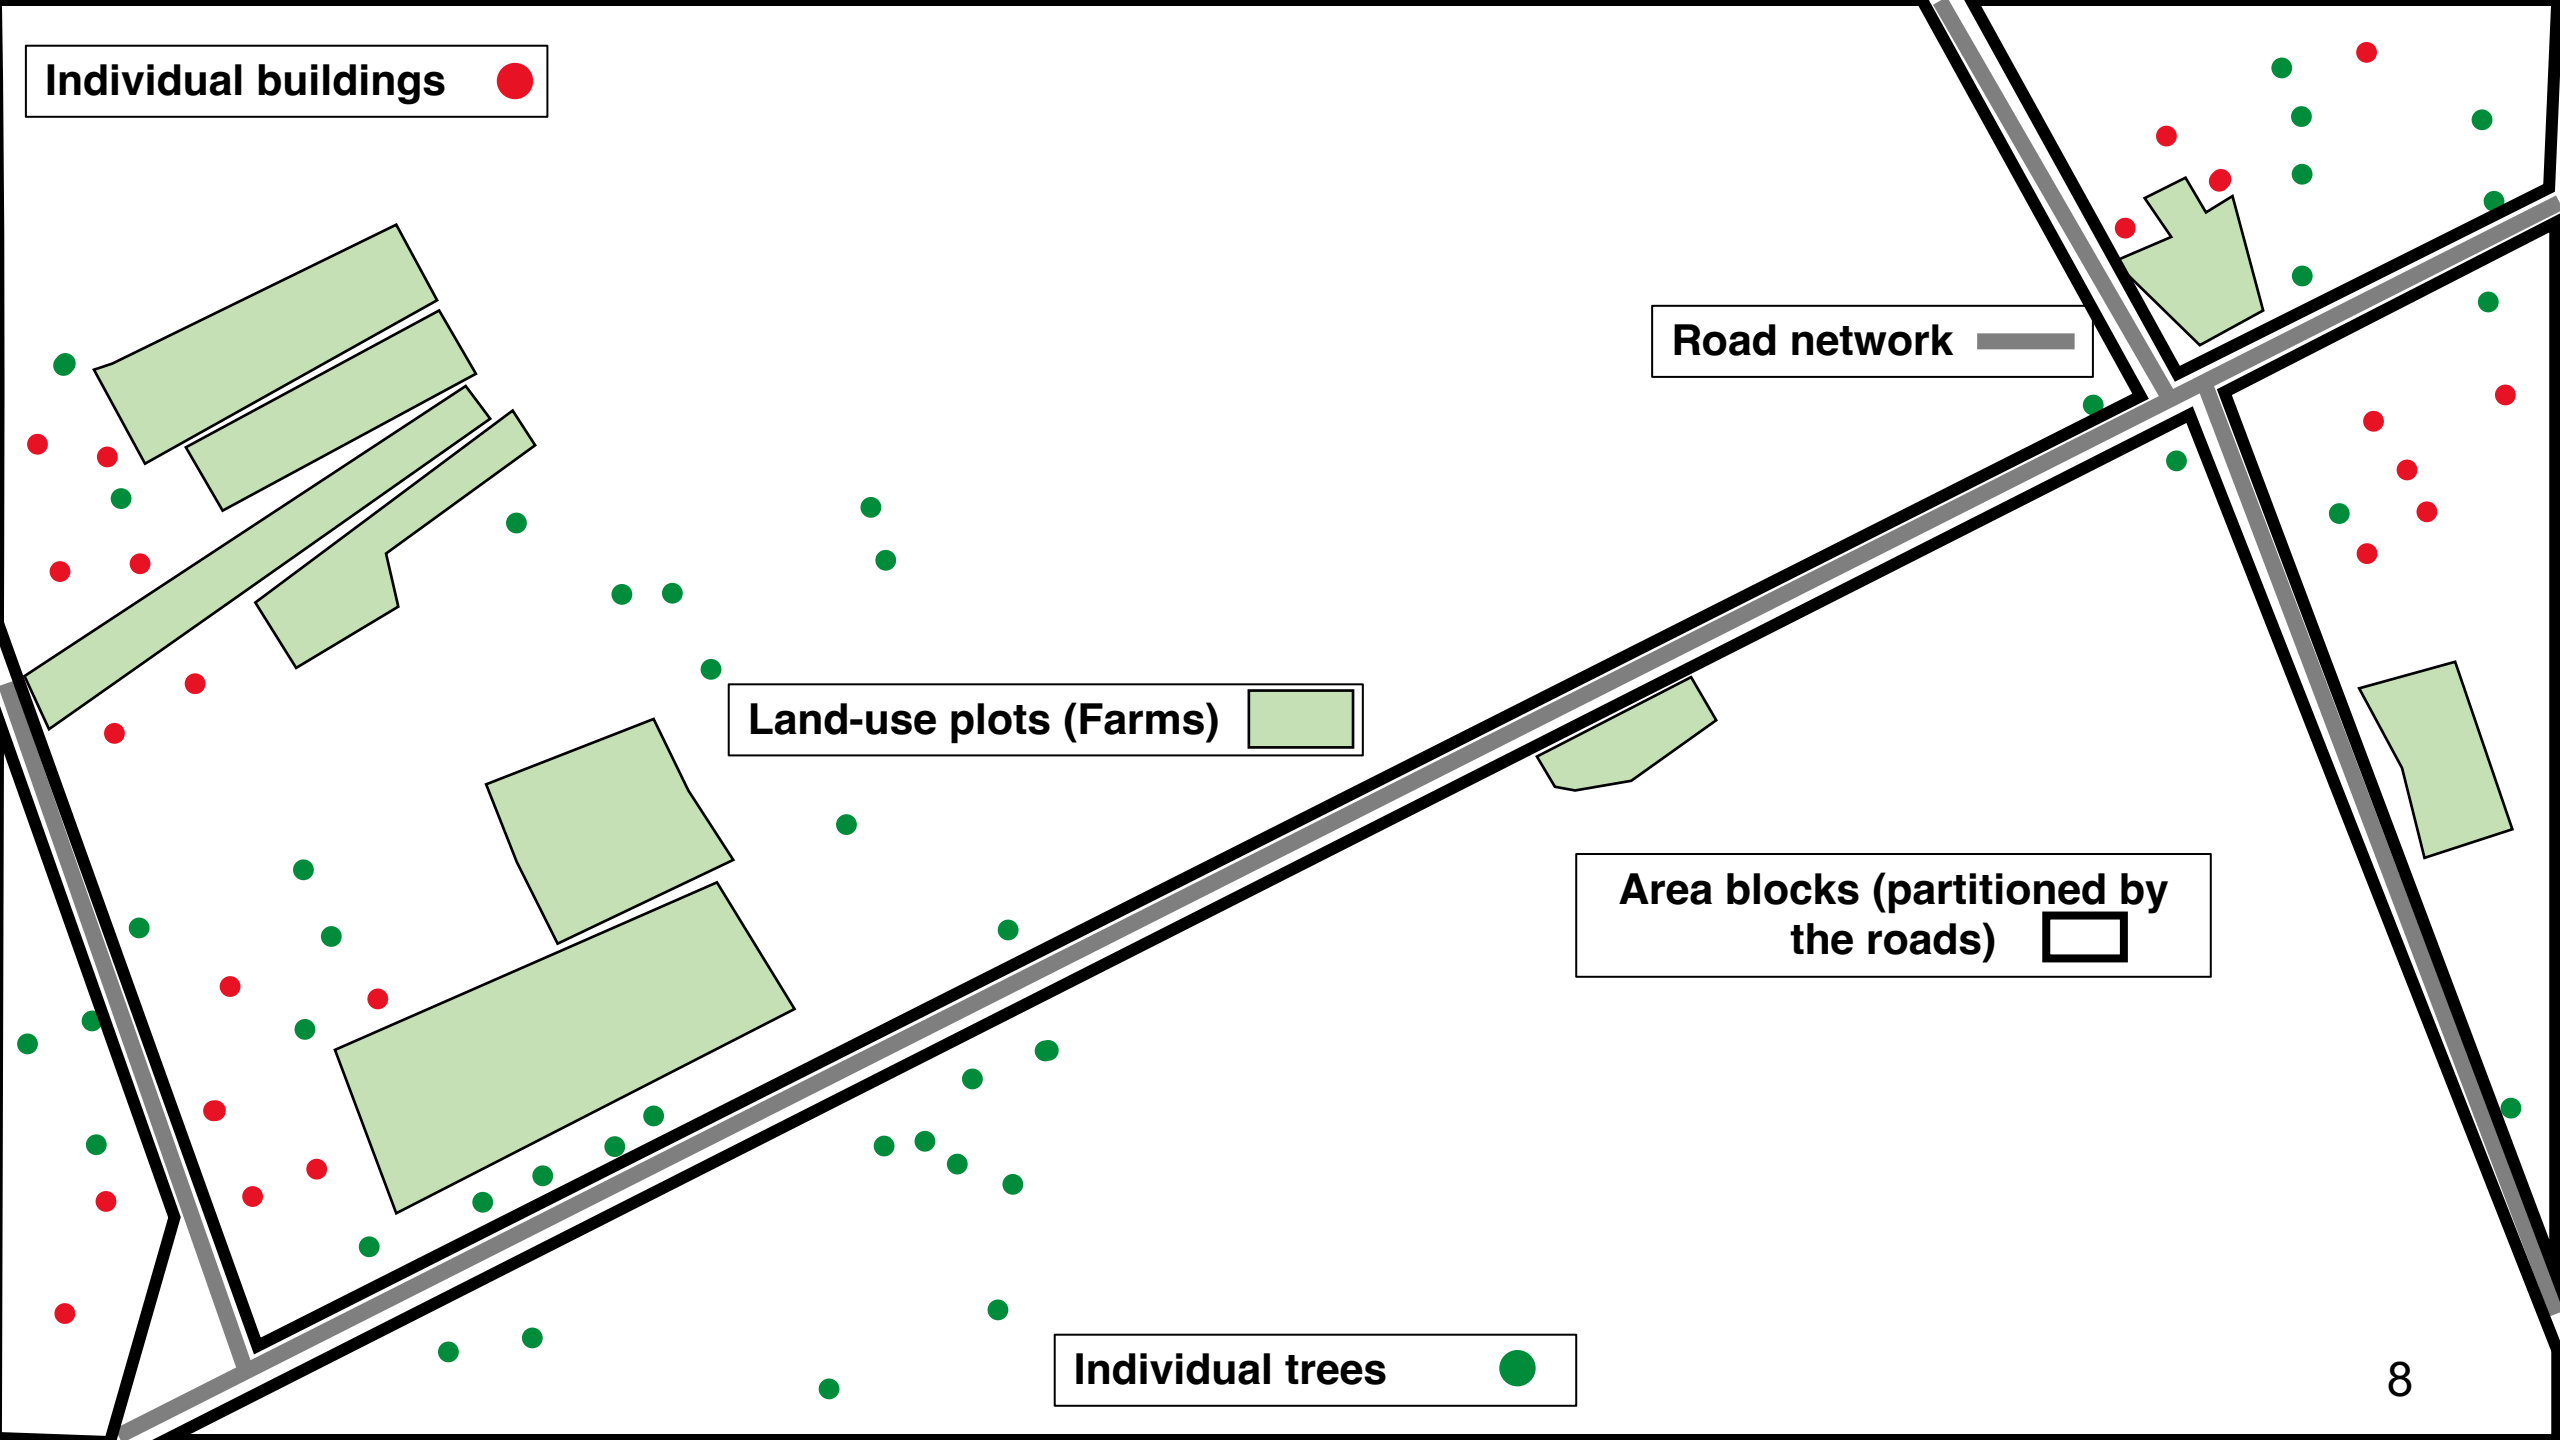 Individual buildings
Road network
Land-use plots (Farms)
Area blocks (partitioned by
the roads)
Individual trees
8